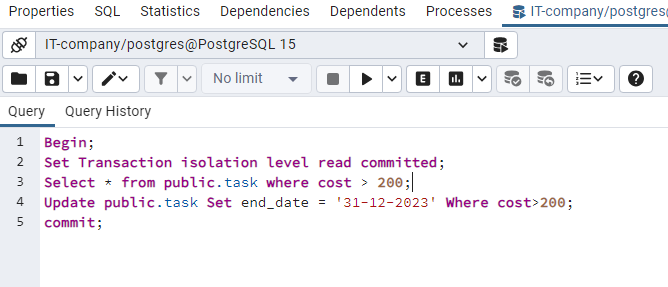 Properties SQL Statistics Dependencies Dependents Processes IT-company/postgres@
IT-company/postgres@PostgreSQL 15
No limit E
Query Query History
1 Begin;
2 Set Transaction isolation level read committed;
3 Select * from public.task where cost > 200;
4 Update public.task Set end_date = '31-12-2023' Where cost>200;
5 commit;